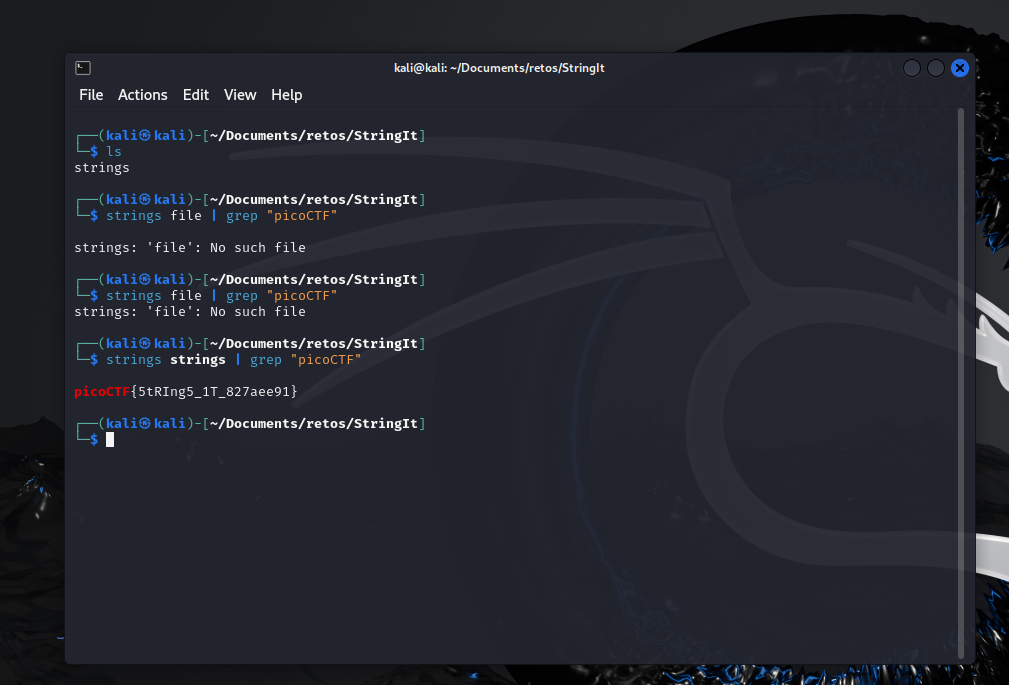 kali@kali: ~/Documents/retos/StringIt
File Actions Edit View Help
┌──(kali㉿kali)-[~/Documents/retos/StringIt]
└─$ ls
strings
┌──(kali㉿kali)-[~/Documents/retos/StringIt]
└─$ strings file | grep "picoCTF"
strings: 'file': No such file
┌──(kali㉿kali)-[~/Documents/retos/StringIt]
└─$ strings file | grep "picoCTF"
strings: 'file': No such file
┌──(kali㉿kali)-[~/Documents/retos/StringIt]
└─$ strings strings | grep "picoCTF"
picoCTF{5tRIng5_1T_827aee91}
┌──(kali㉿kali)-[~/Documents/retos/StringIt]
└─$